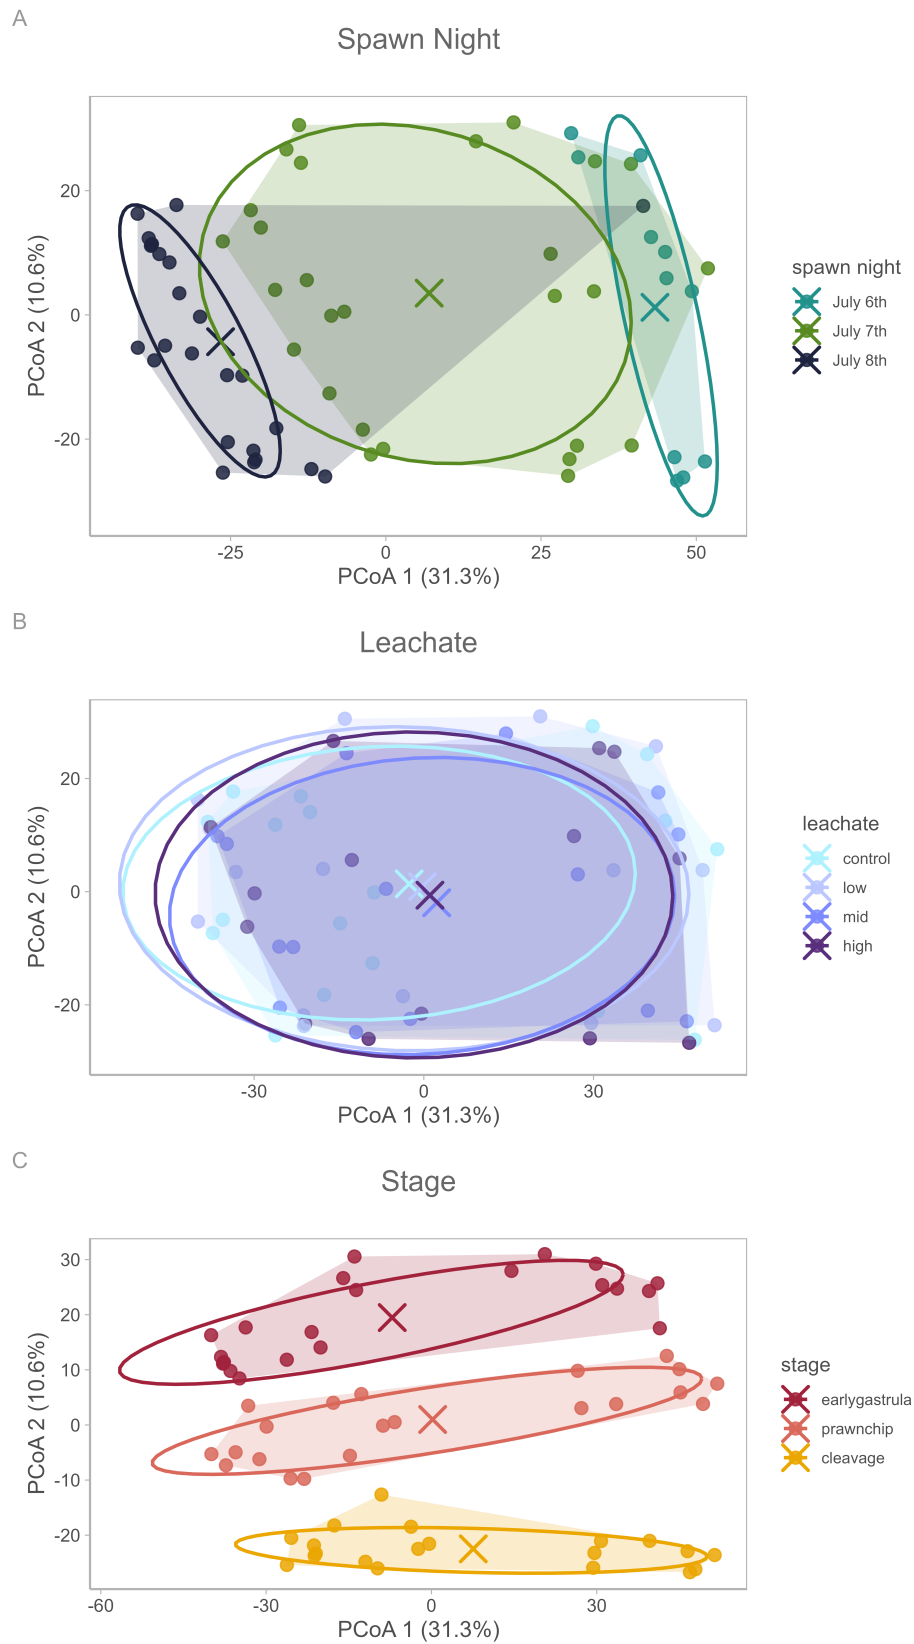 A
Spawn Night
20
0
-20
PCoA 2 (10.6%)
-25
0
25
50
PCoA 1 (31.3%)
spawn night
July 6th
July 7th
July 8th
B
Leachate
20
0
-20
PCoA 2 (10.6%)
-30
0
30
PCoA 1 (31.3%)
leachate
control
low
mid
high
C
Stage
30
20
10
0
-10
-20
PCoA 2 (10.6%)
-60
-30
0
30
PCoA 1 (31.3%)
stage
earlygastrula
prawnchip
cleavage